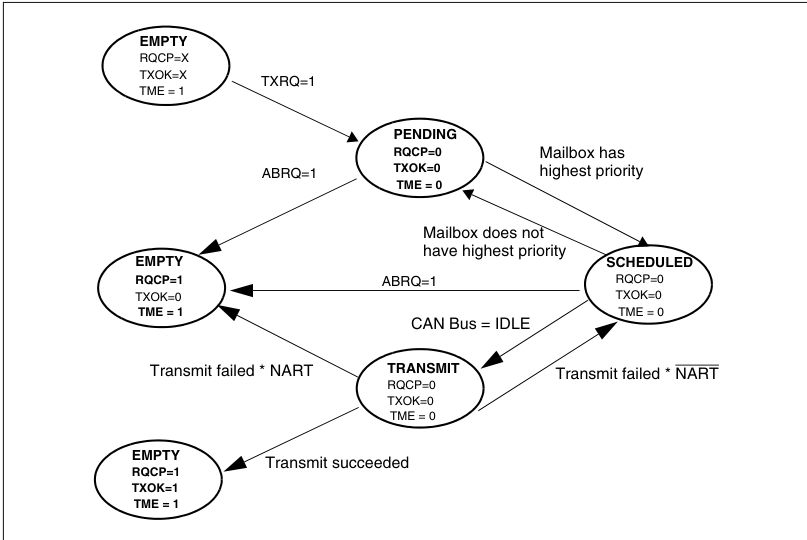 EMPTY
RQCP=X
TXOK=X
TME = 1
TXRQ=1
PENDING
RQCP=0
TXOK=0
TME = 0
Mailbox has
highest priority
ABRQ=1
Mailbox does not
have highest priority
EMPTY
RQCP=1
TXOK=0
TME = 1
SCHEDULED
RQCP=0
TXOK=0
TME = 0
ABRQ=1
CAN Bus = IDLE
Transmit failed * NART
TRANSMIT
RQCP=0
TXOK=0
TME = 0
Transmit failed * N̅A̅R̅T̅
EMPTY
RQCP=1
TXOK=1
TME = 1
Transmit succeeded